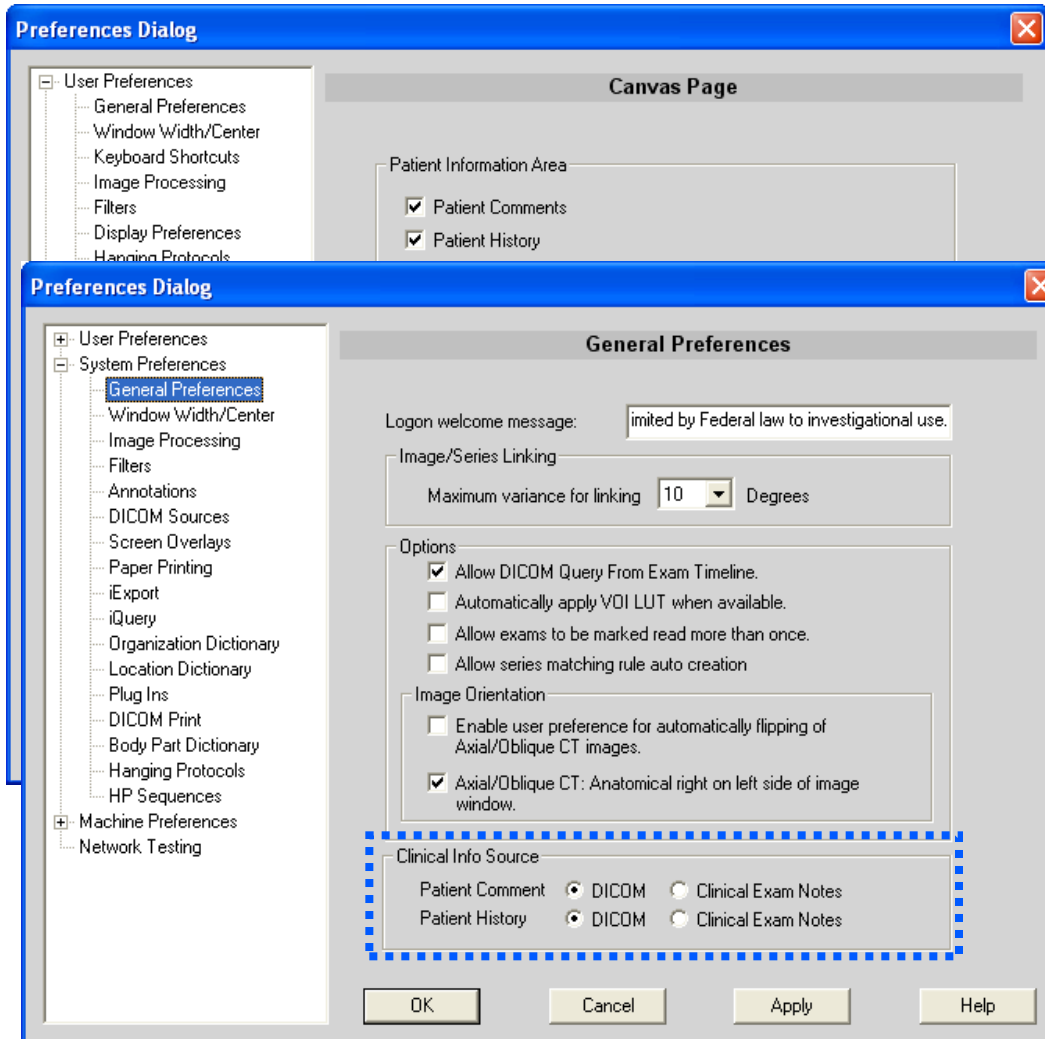 Preferences Dialog
User Preferences
General Preferences
Window Width/Center
Keyboard Shortcuts
Image Processing
Filters
Display Preferences
Hanging Protocols
Canvas Page
Patient Information Area
Patient Comments
Patient History
Preferences Dialog
User Preferences
System Preferences
General Preferences
Window Width/Center
Image Processing
Filters
Annotations
DICOM Sources
Screen Overlays
Paper Printing
iExport
iQuery
Organization Dictionary
Location Dictionary
Plug Ins
DICOM Print
Body Part Dictionary
Hanging Protocols
HP Sequences
Machine Preferences
Network Testing
General Preferences
Logon welcome message: imited by Federal law to investigational use.
Image/Series Linking
Maximum variance for linking 10 Degrees
Options
Allow DICOM Query From Exam Timeline.
Automatically apply VOI LUT when available.
Allow exams to be marked read more than once.
Allow series matching rule auto creation
Image Orientation
Enable user preference for automatically flipping of
Axial/Oblique CT images.
Axial/Oblique CT: Anatomical right on left side of image
window.
Clinical Info Source
Patient Comment DICOM Clinical Exam Notes
Patient History DICOM Clinical Exam Notes
OK Cancel Apply Help